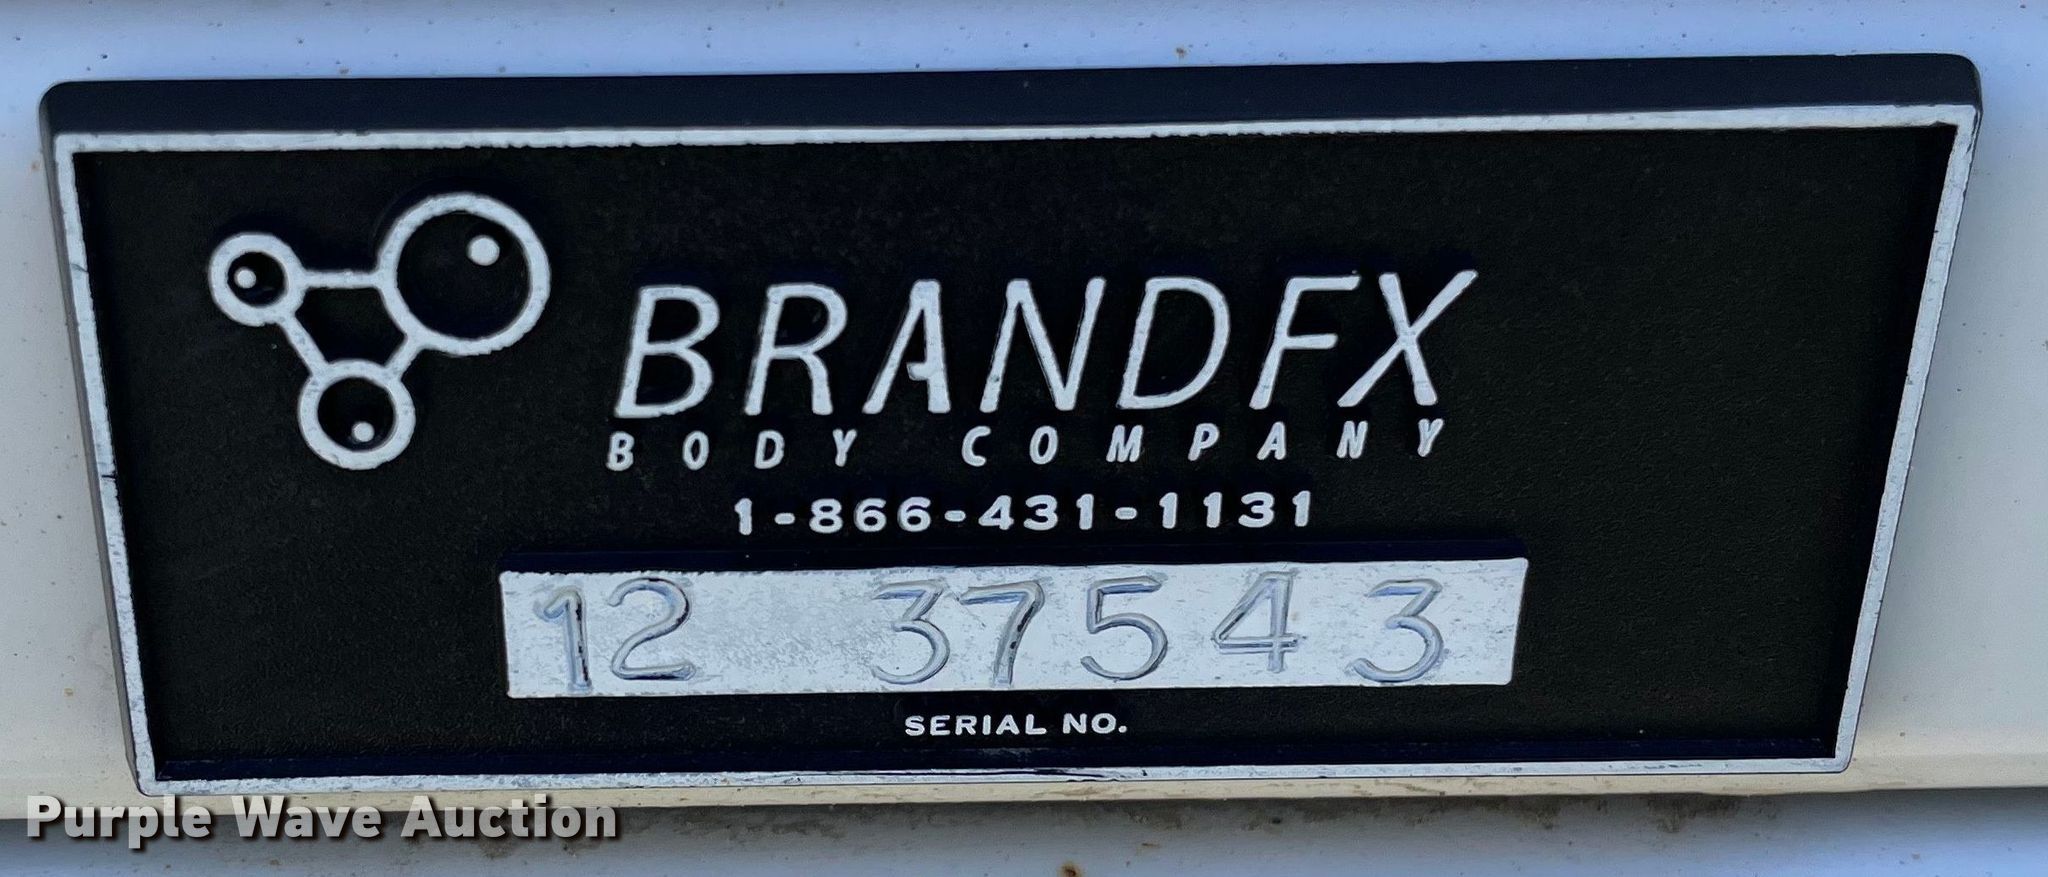 BRANDFX
BODY COMPANY
1-866-431-1131
12 37543
SERIAL NO.
Purple Wave Auction